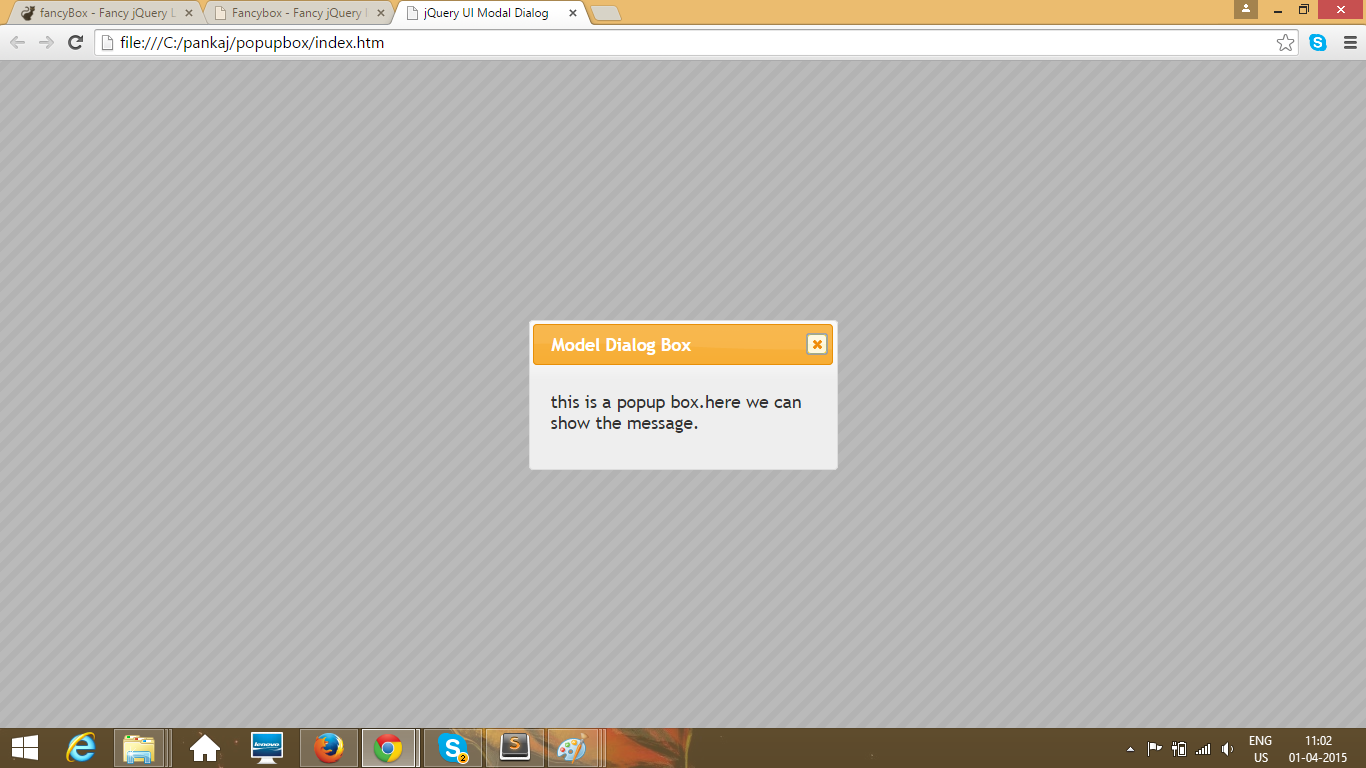 fancyBox - Fancy jQuery L
Fancybox - Fancy jQuery
jQuery UI Modal Dialog
file:///C:/pankaj/popupbox/index.htm
Model Dialog Box
this is a popup box.here we can
show the message.
lenovo
S
2
S
ENG
US
11:02
01-04-2015